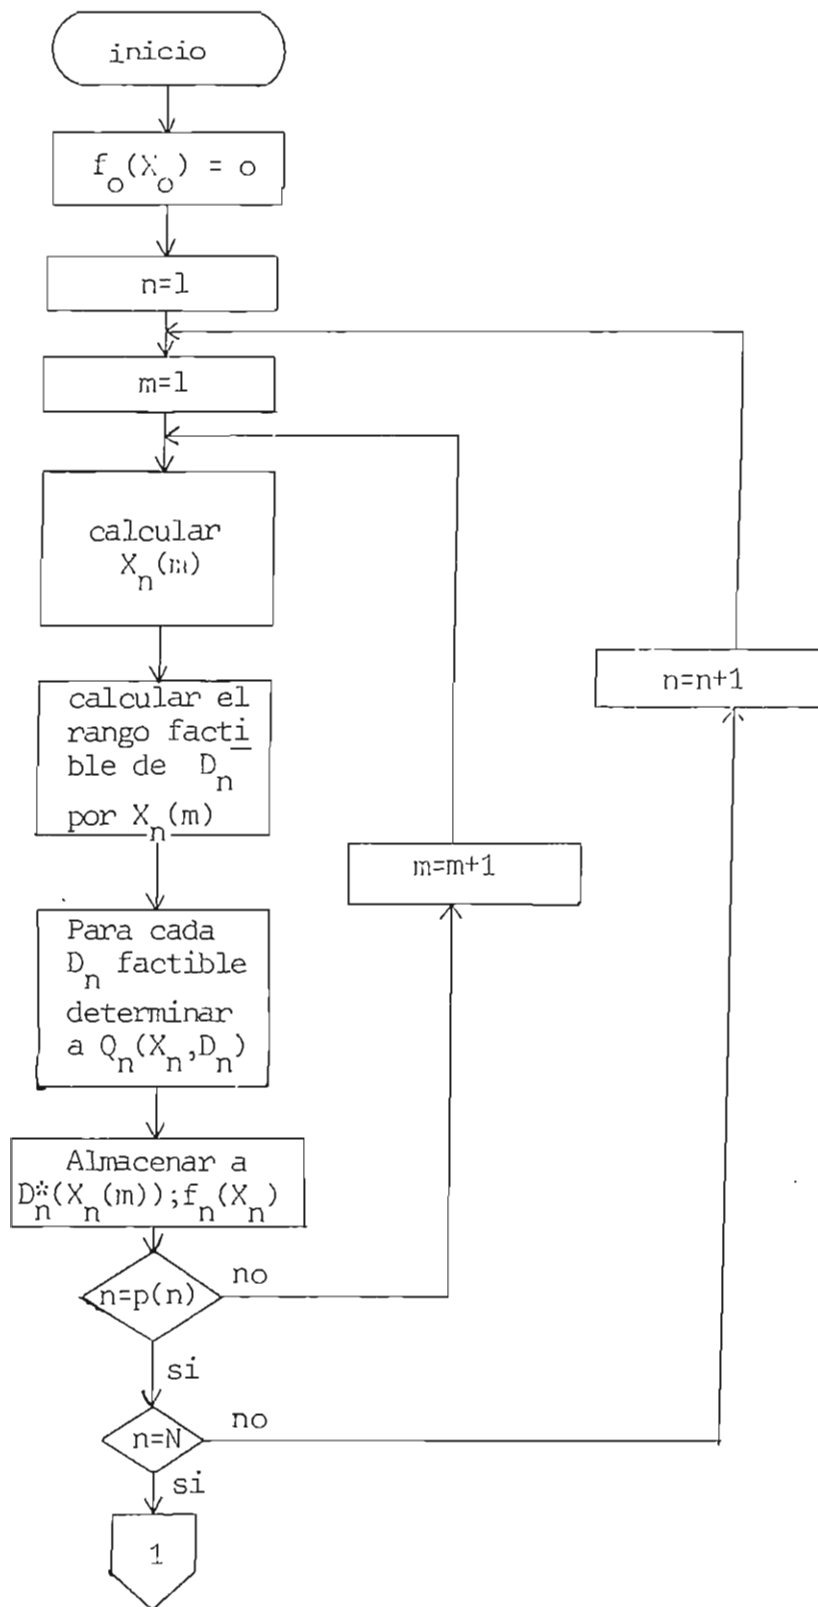 inicio
f_o(X_o) = o
n=1
m=1
calcular
X_n(m)
calcular el
rango facti
ble de D_n
por X_n(m)
n=n+1
m=m+1
Para cada
D_n factible
determinar
a Q_n(X_n,D_n)
Almacenar a
D_n*(X_n(m));f_n(X_n)
n=p(n)
no
si
n=N
no
si
1